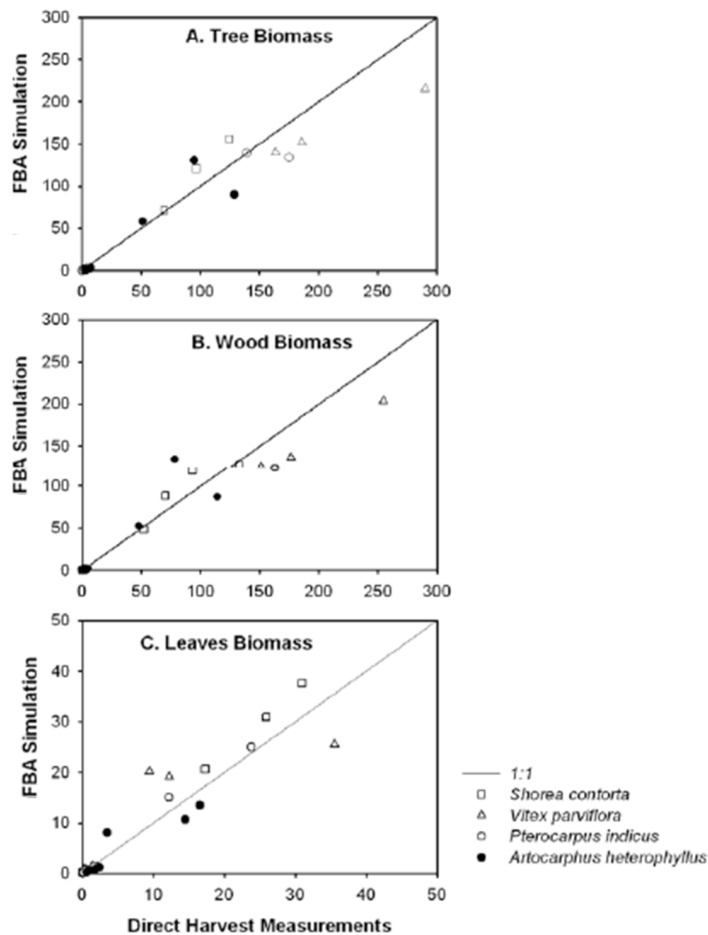 A. Tree Biomass
FBA Simulation
300
250
200
150
100
50
0
0 50 100 150 200 250 300
B. Wood Biomass
FBA Simulation
300
250
200
150
100
50
0
0 50 100 150 200 250 300
C. Leaves Biomass
FBA Simulation
50
40
30
20
10
0
0 10 20 30 40 50
Direct Harvest Measurements
1:1
Shorea contorta
Vitex parviflora
Pterocarpus indicus
Artocarphus heterophyllus